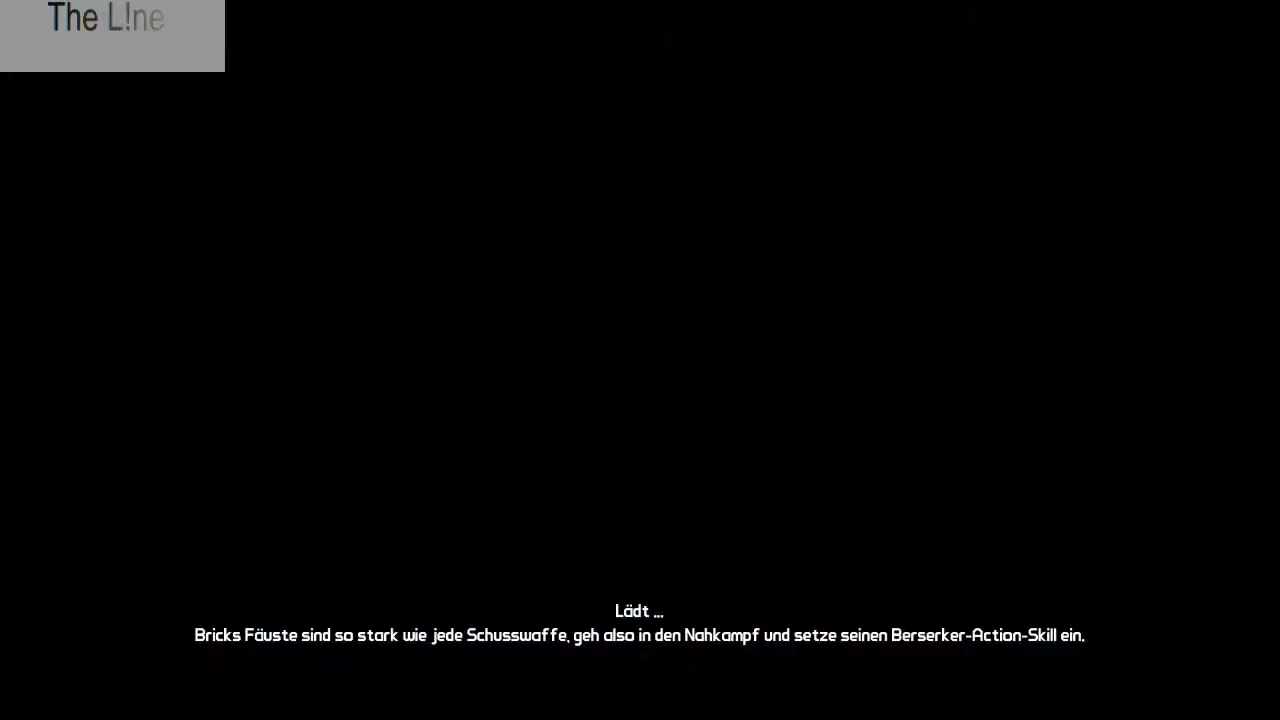 The L!ne
Lädt ...
Bricks Fäuste sind so stark wie jede Schusswaffe, geh also in den Nahkampf und setze seinen Berserker-Action-Skill ein.